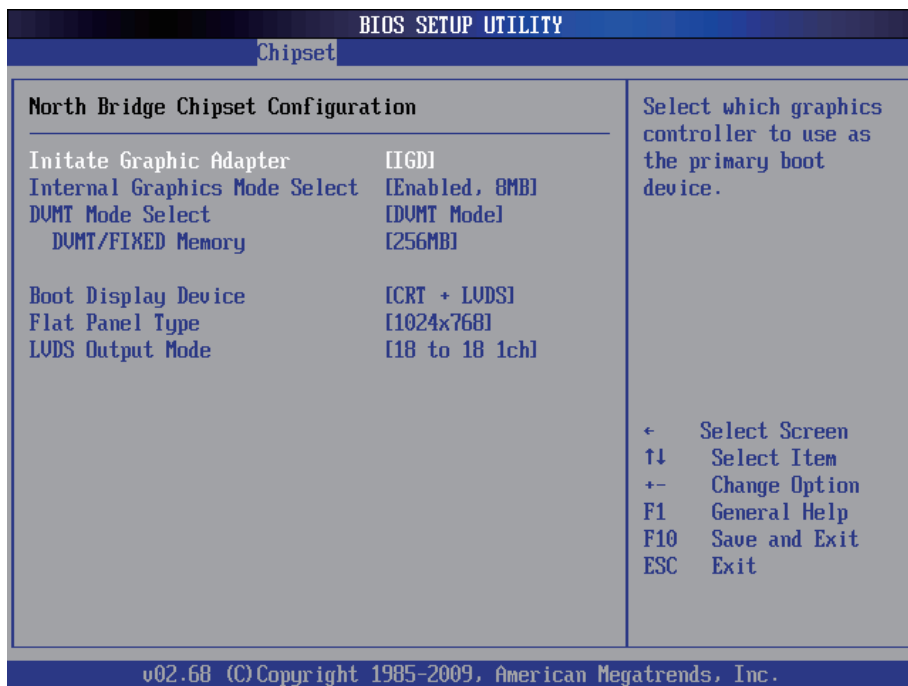 BIOS SETUP UTILITY
Chipset
North Bridge Chipset Configuration
Initate Graphic Adapter [IGD]
Internal Graphics Mode Select [Enabled, 8MB]
DVMT Mode Select [DVMT Mode]
DVMT/FIXED Memory [256MB]
Boot Display Device [CRT + LVDS]
Flat Panel Type [1024x768]
LVDS Output Mode [18 to 18 1ch]
Select which graphics
controller to use as
the primary boot
device.
← Select Screen
↑↓ Select Item
+- Change Option
F1 General Help
F10 Save and Exit
ESC Exit
v02.68 (C)Copyright 1985-2009, American Megatrends, Inc.